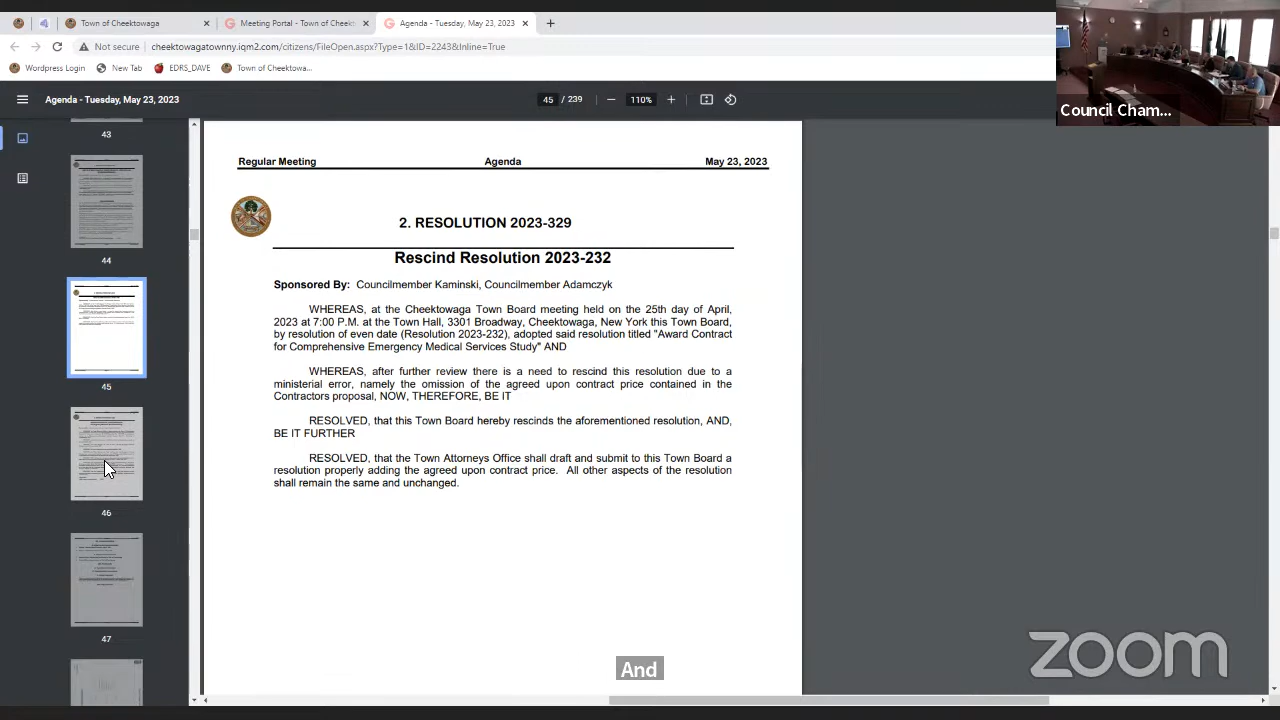 Town of Cheektowaga
Meeting Portal - Town of Cheek
Agenda - Tuesday, May 23, 2023
Not secure
cheektowagatownny.iqm2.com/citizens/FileOpen.aspx?Type=1&ID=2243&Inline=True
Wordpress Login
New Tab
EDRS_DAVE
Town of Cheektowa...
Agenda - Tuesday, May 23, 2023
45 / 239
110%
Council Cham...
43
44
45
46
47
Regular Meeting Agenda May 23, 2023
2. RESOLUTION 2023-329
Rescind Resolution 2023-232
Sponsored By: Councilmember Kaminski, Councilmember Adamczyk
WHEREAS, at the Cheektowaga Town Board meeting held on the 25th day of April,
2023 at 7:00 P.M. at the Town Hall, 3301 Broadway, Cheektowaga, New York this Town Board,
by resolution of even date (Resolution 2023-232), adopted said resolution titled "Award Contract
for Comprehensive Emergency Medical Services Study" AND
WHEREAS, after further review there is a need to rescind this resolution due to a
ministerial error, namely the omission of the agreed upon contract price contained in the
Contractors proposal, NOW, THEREFORE, BE IT
RESOLVED, that this Town Board hereby rescinds the aforementioned resolution, AND,
BE IT FURTHER
RESOLVED, that the Town Attorneys Office shall draft and submit to this Town Board a
resolution properly adding the agreed upon contract price. All other aspects of the resolution
shall remain the same and unchanged.
And
zoom